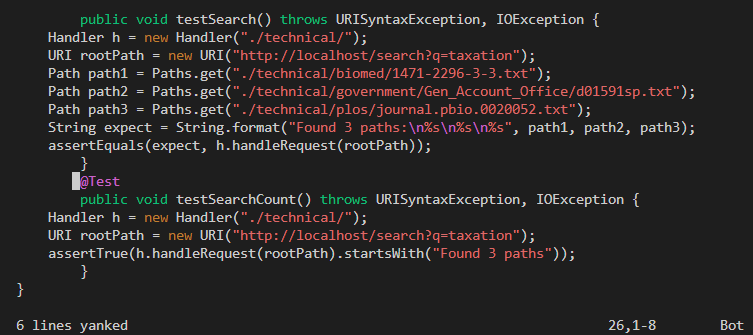 public void testSearch() throws URISyntaxException, IOException {
Handler h = new Handler("./technical/");
URI rootPath = new URI("http://localhost/search?q=taxation");
Path path1 = Paths.get("./technical/biomed/1471-2296-3-3.txt");
Path path2 = Paths.get("./technical/government/Gen_Account_Office/d01591sp.txt");
Path path3 = Paths.get("./technical/plos/journal.pbio.0020052.txt");
String expect = String.format("Found 3 paths:\n%s\n%s\n%s", path1, path2, path3);
assertEquals(expect, h.handleRequest(rootPath));
}
@Test
public void testSearchCount() throws URISyntaxException, IOException {
Handler h = new Handler("./technical/");
URI rootPath = new URI("http://localhost/search?q=taxation");
assertTrue(h.handleRequest(rootPath).startsWith("Found 3 paths"));
}
}
6 lines yanked 26,1-8 Bot